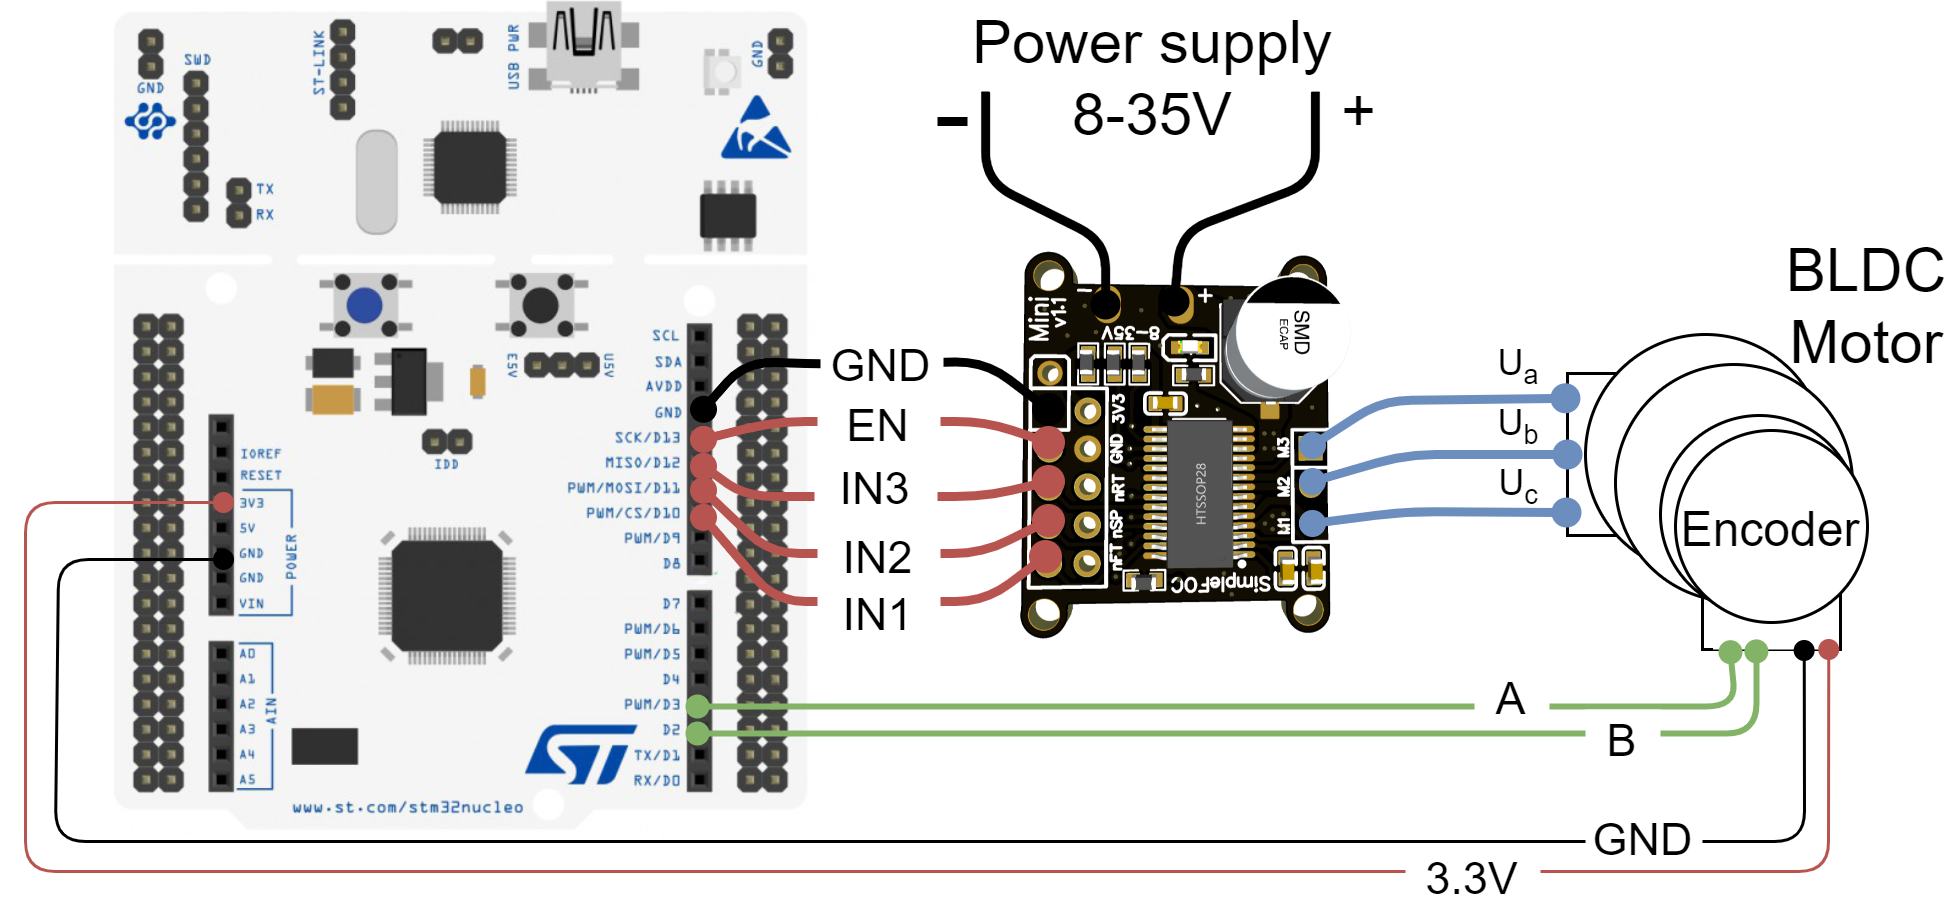 GND
SWD
ST-LINK
USB PWR
GND
TX
RX
E5V
U5V
IDD
SCL
SDA
AVDD
GND
SCK/D13
MISO/D12
PWM/MOSI/D11
PWM/CS/D10
PWM/D9
D8
D7
PWM/D6
PWM/D5
D4
PWM/D3
D2
TX/D1
RX/D0
IOREF
RESET
3V3
5V
GND
GND
VIN
POWER
A0
A1
A2
A3
A4
A5
AIN
ST
www.st.com/stm32nucleo
Power supply
8-35V
-
+
GND
EN
IN3
IN2
IN1
Mini
v1.1
-
+
8-35V
SMD
ECAP
3V3
GND
nRT
nSP
nFT
HTSSOP28
M3
M2
M1
SimpleFOC
Ua
Ub
Uc
BLDC
Motor
Encoder
A
B
GND
3.3V